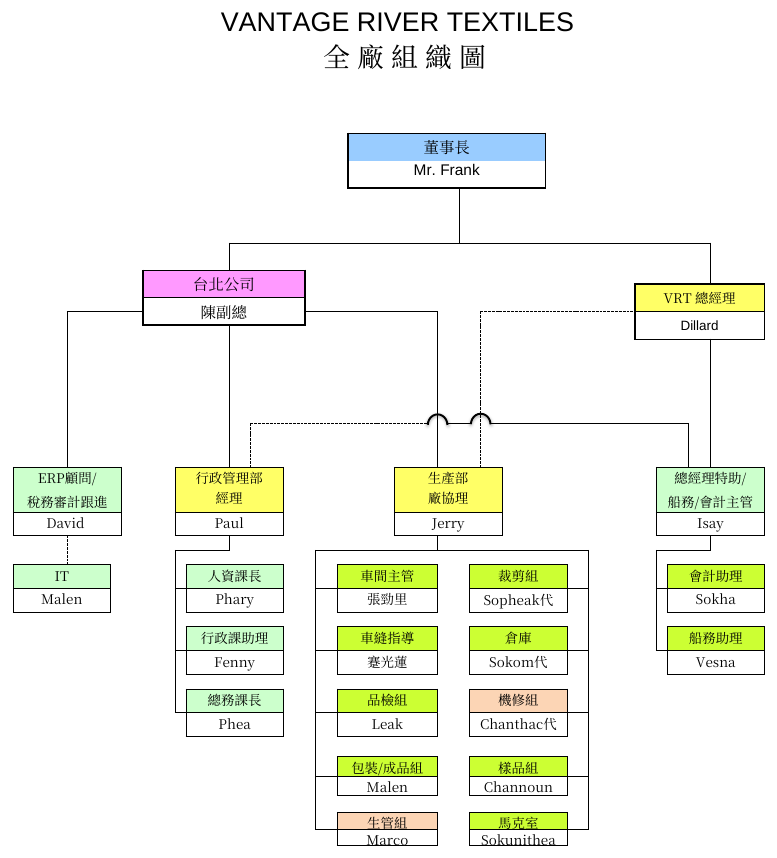 VANTAGE RIVER TEXTILES
全廠組織圖
董事長
Mr. Frank
台北公司
陳副總
VRT 總經理
Dillard
ERP顧問/
稅務審計跟進
David
行政管理部
經理
Paul
生產部
廠協理
Jerry
總經理特助/
船務/會計主管
Isay
IT
Malen
人資課長
Phary
行政課助理
Fenny
總務課長
Phea
車間主管
張勁里
車縫指導
蹇光蓮
品檢組
Leak
包裝/成品組
Malen
生管組
Marco
裁剪組
Sopheak代
倉庫
Sokom代
機修組
Chanthac代
樣品組
Channoun
馬克室
Sokunithea
會計助理
Sokha
船務助理
Vesna